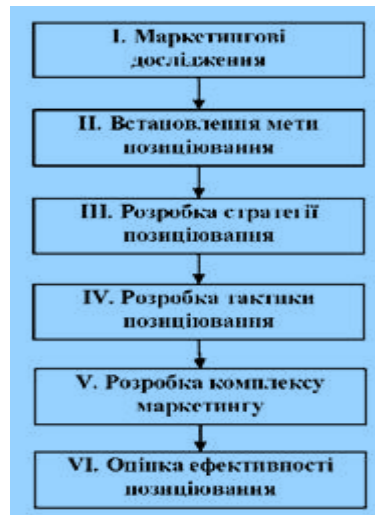 I. Маркетингові
дослідження
II. Встановлення мети
позиціювання
III. Розробка стратегії
позиціювання
IV. Розробка тактики
позиціювання
V. Розробка комплексу
маркетингу
VI. Оцінка ефективності
позиціювання